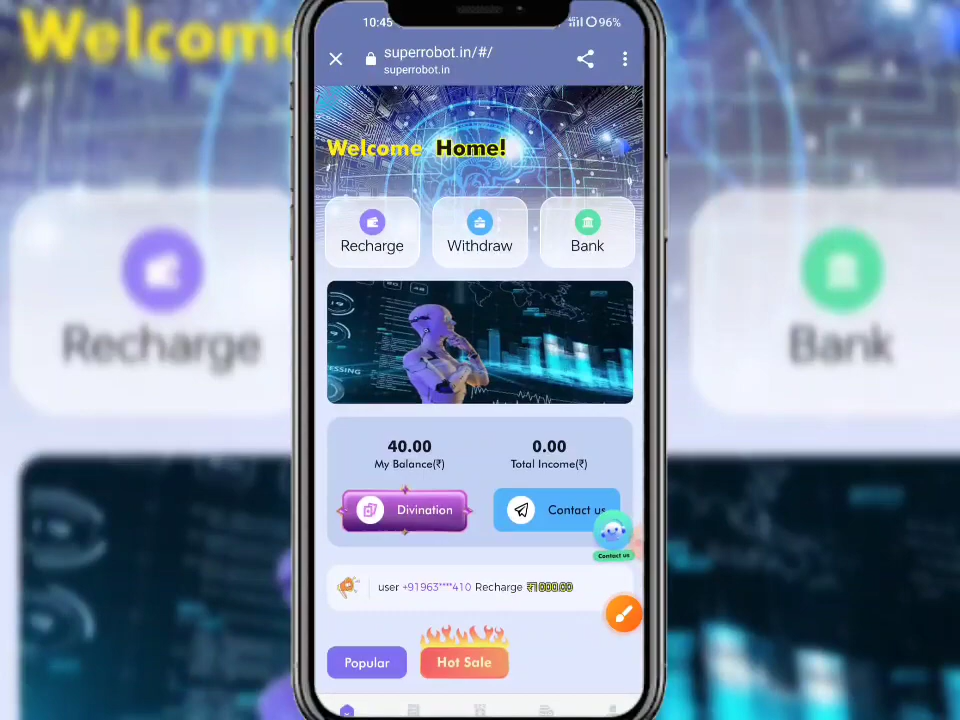 Welcome
10:45
96%
superrobot.in/#/
superrobot.in
Welcome Home!
Recharge
Withdraw
Bank
Recharge
Bank
40.00
My Balance(₹)
0.00
Total Income(₹)
Divination
Contact us
Contact us
user +91963****410 Recharge ₹1000.00
Popular
Hot Sale